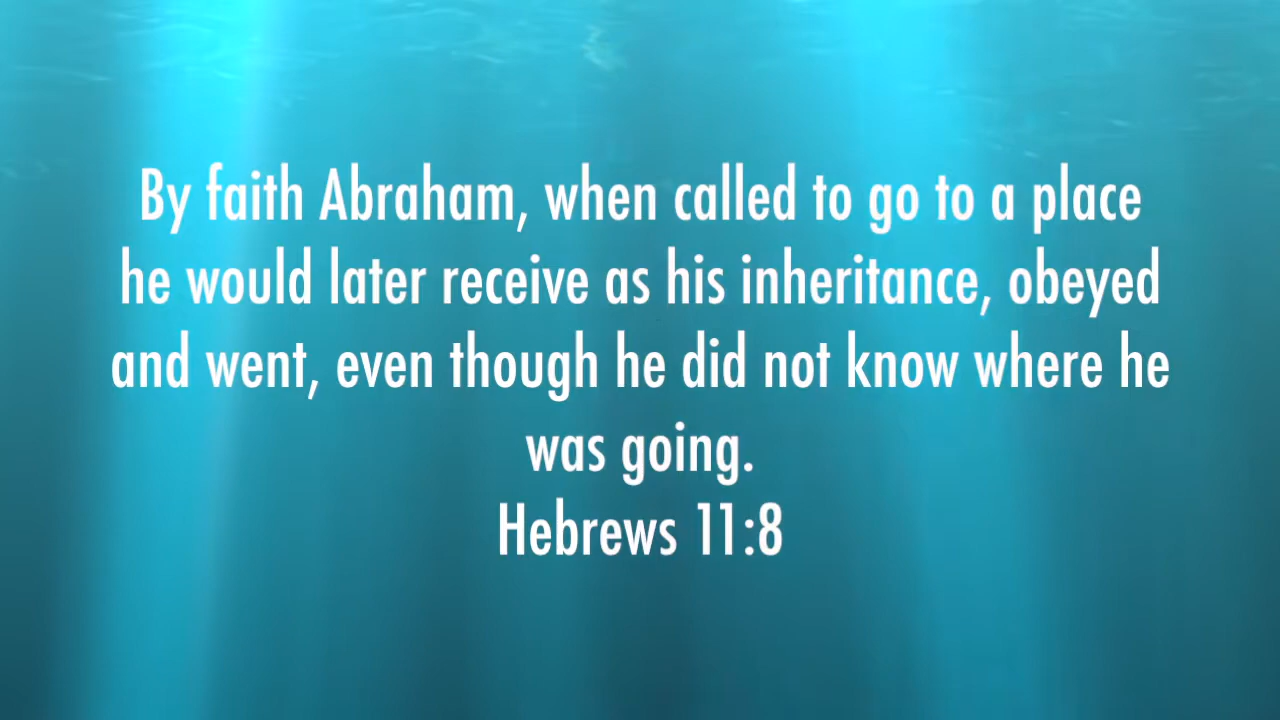 By faith Abraham, when called to go to a place
he would later receive as his inheritance, obeyed
and went, even though he did not know where he
was going.
Hebrews 11:8